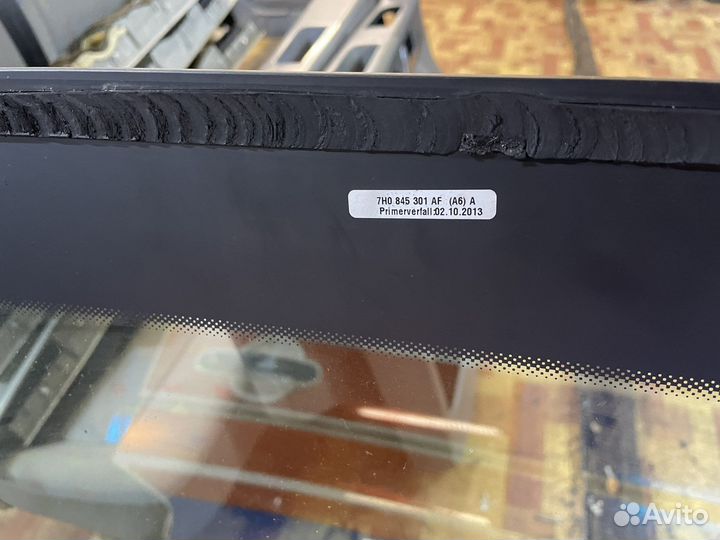 7H0 845 301 AF (A6) A
Primerverfall:02.10.2013
Avito